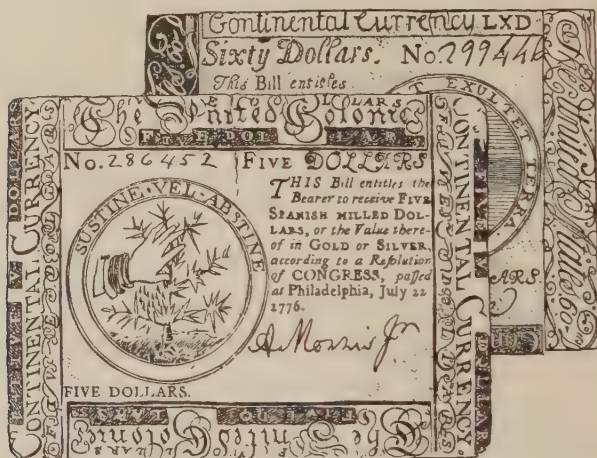 Continental Currency LXD
Sixty Dollars. No. 299446
This Bill entitles
T EXULTET TERRA
ARS
The United Colonies
FIVE DOLLARS
No. 286452 FIVE DOLLARS
THIS Bill entitles the
Bearer to receive FIVE
SPANISH MILLED DOL-
LARS, or the Value there-
of in GOLD or SILVER,
according to a Resolution
of CONGRESS, passed
at Philadelphia, July 22
1776.
SUSTINE · VEL · ABSTINE
FIVE DOLLARS.
CONTINENTAL CURRENCY
CONTINENTAL CURRENCY
The United Colonies